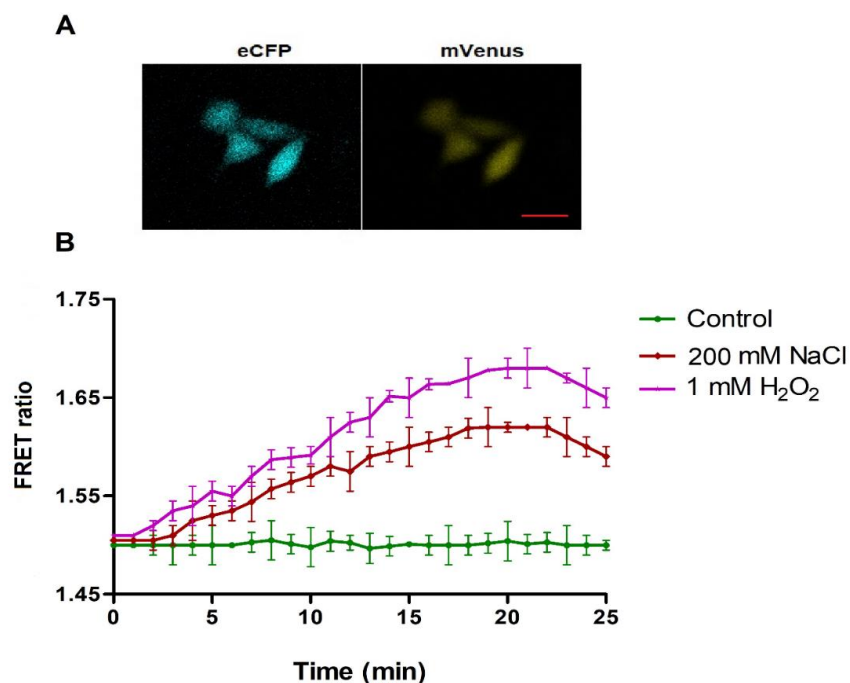 A
eCFP mVenus
B
1.75
1.65
1.55
1.45
FRET ratio
0 5 10 15 20 25
Time (min)
Control
200 mM NaCl
1 mM H₂O₂